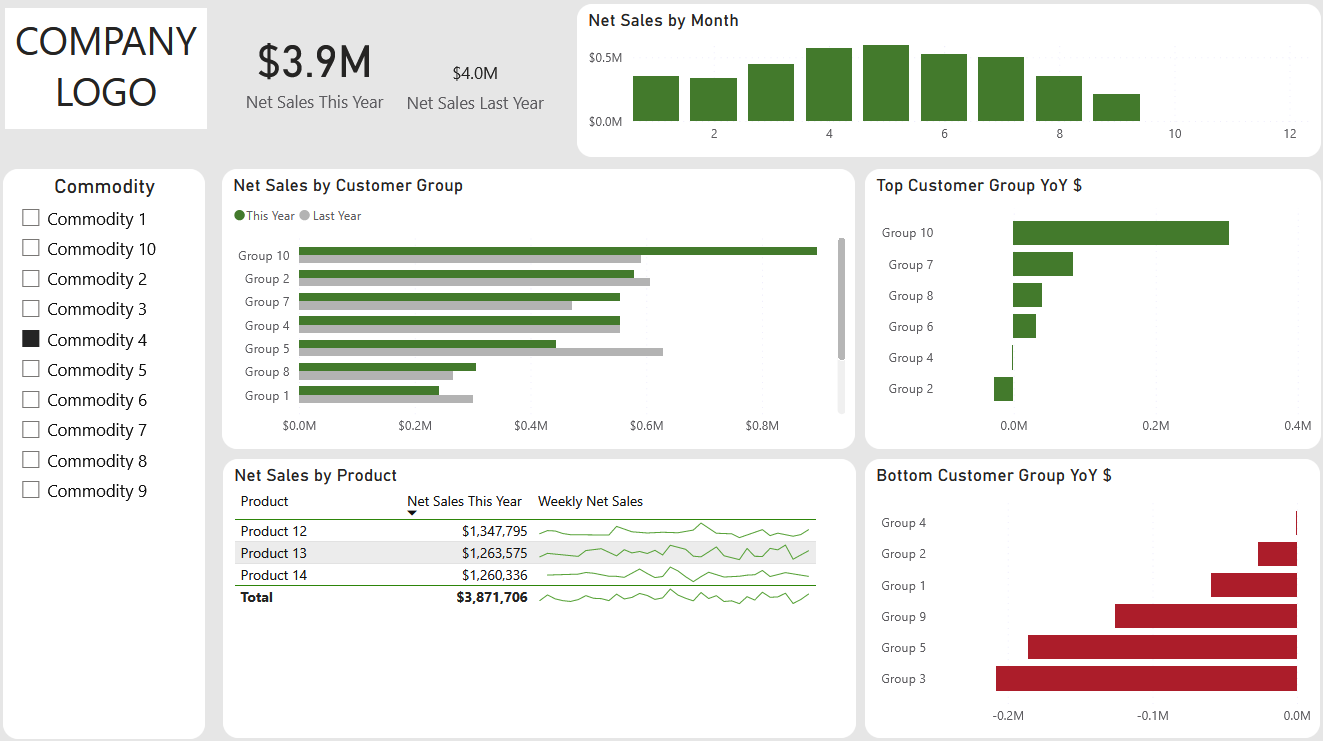 COMPANY
LOGO
$3.9M
Net Sales This Year
$4.0M
Net Sales Last Year
Net Sales by Month
$0.5M
$0.0M
2 4 6 8 10 12
Commodity
Commodity 1
Commodity 10
Commodity 2
Commodity 3
Commodity 4
Commodity 5
Commodity 6
Commodity 7
Commodity 8
Commodity 9
Net Sales by Customer Group
This Year Last Year
Group 10
Group 2
Group 7
Group 4
Group 5
Group 8
Group 1
$0.0M $0.2M $0.4M $0.6M $0.8M
Top Customer Group YoY $
Group 10
Group 7
Group 8
Group 6
Group 4
Group 2
0.0M 0.2M 0.4M
Net Sales by Product
Product Net Sales This Year Weekly Net Sales
Product 12 $1,347,795
Product 13 $1,263,575
Product 14 $1,260,336
Total $3,871,706
Bottom Customer Group YoY $
Group 4
Group 2
Group 1
Group 9
Group 5
Group 3
-0.2M -0.1M 0.0M